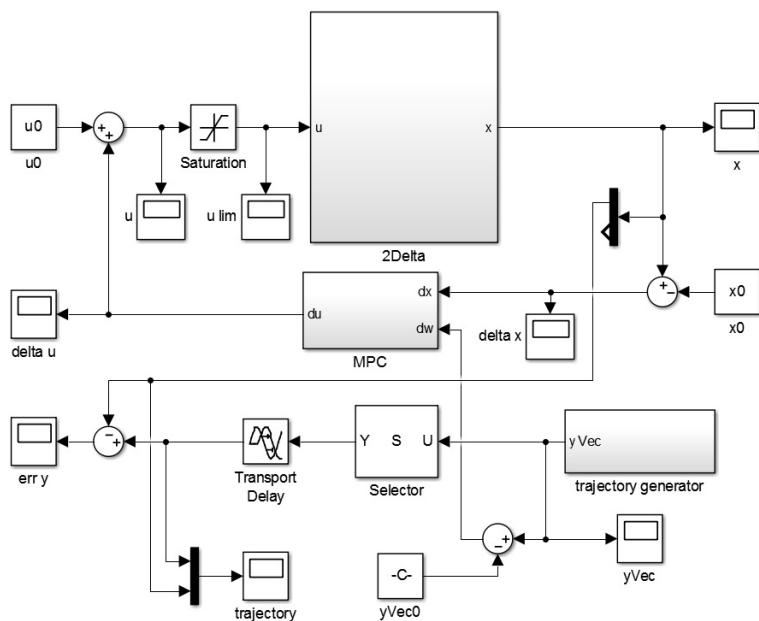 u0
u0
+
+
Saturation
u
u lim
u
x
2Delta
x
delta u
du
dx
dw
MPC
delta x
+
−
x0
x0
err y
−
+
Transport
Delay
Y
S
U
Selector
yVec
trajectory generator
trajectory
-C-
yVec0
−
+
yVec